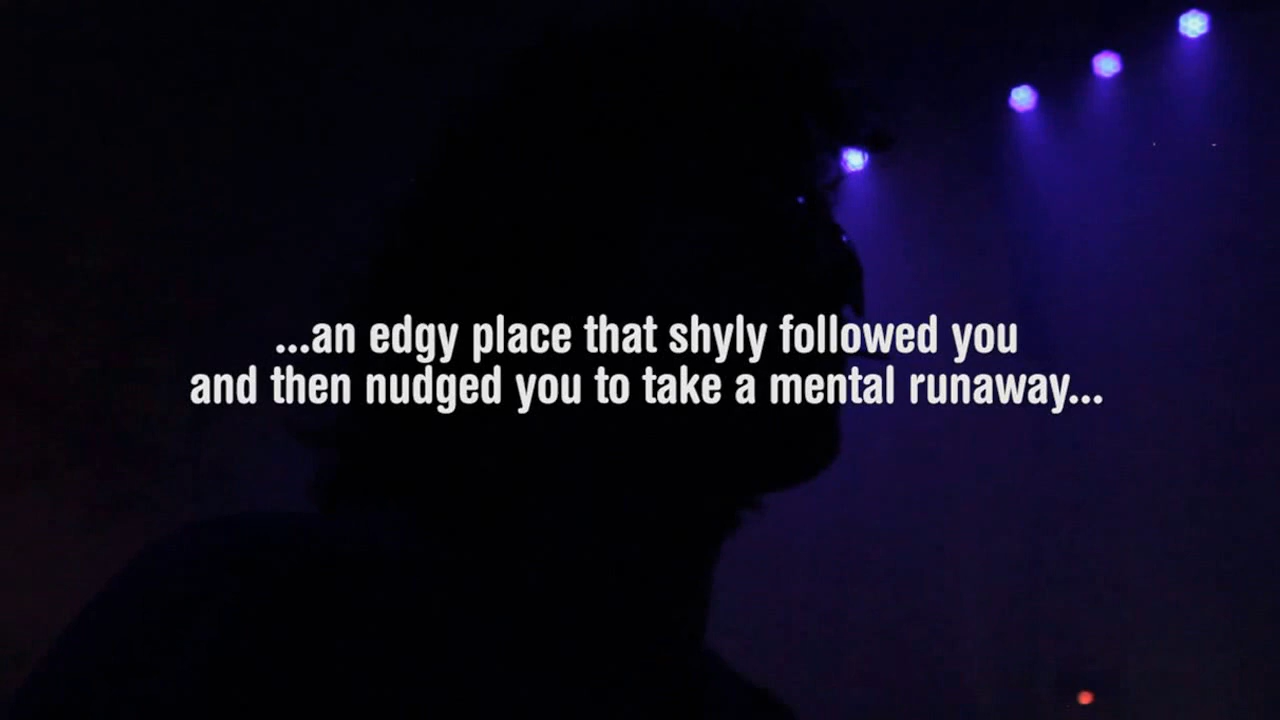 ...an edgy place that shyly followed you
and then nudged you to take a mental runaway...